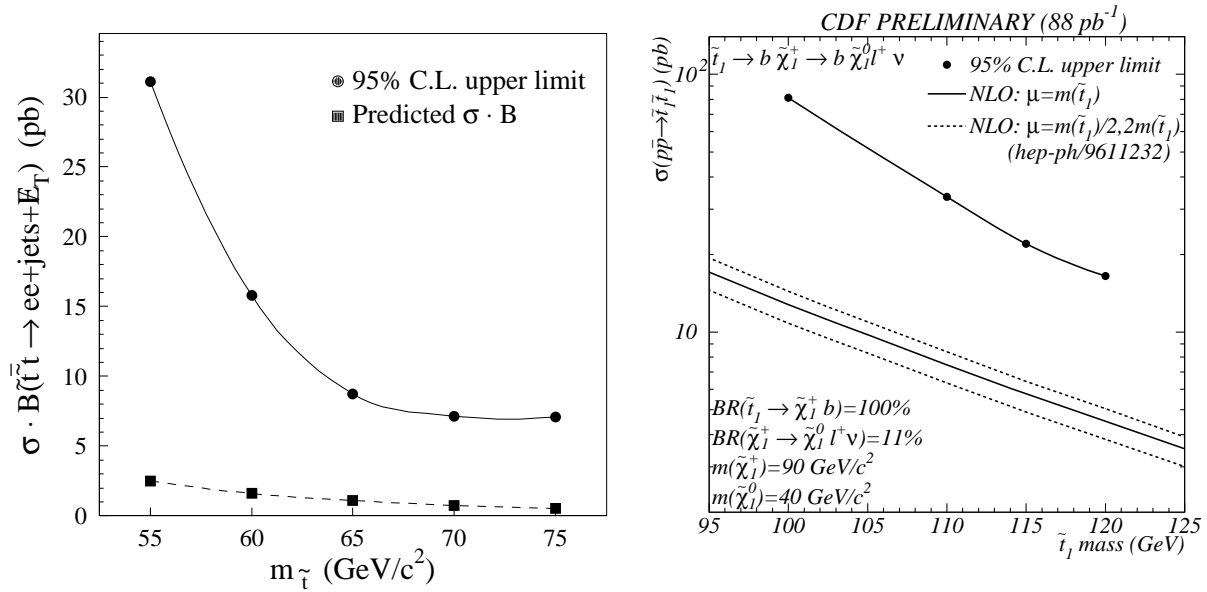 σ · B(t̃t̃̄ → ee+jets+E̸_T) (pb)
30
25
20
15
10
5
0
● 95% C.L. upper limit
■ Predicted σ · B
55 60 65 70 75
m_t̃ (GeV/c²)
CDF PRELIMINARY (88 pb⁻¹)
σ(pp̄→t̃₁t̃̄₁) (pb)
10²
10
t̃₁ → b χ̃₁⁺ → b χ̃₁⁰ l⁺ ν
● 95% C.L. upper limit
NLO: μ=m(t̃₁)
NLO: μ=m(t̃₁)/2,2m(t̃₁)
(hep-ph/9611232)
BR(t̃₁ → χ̃₁⁺ b)=100%
BR(χ̃₁⁺ → χ̃₁⁰ l⁺ν)=11%
m(χ̃₁⁺)=90 GeV/c²
m(χ̃₁⁰)=40 GeV/c²
95 100 105 110 115 120 125
t̃₁ mass (GeV)